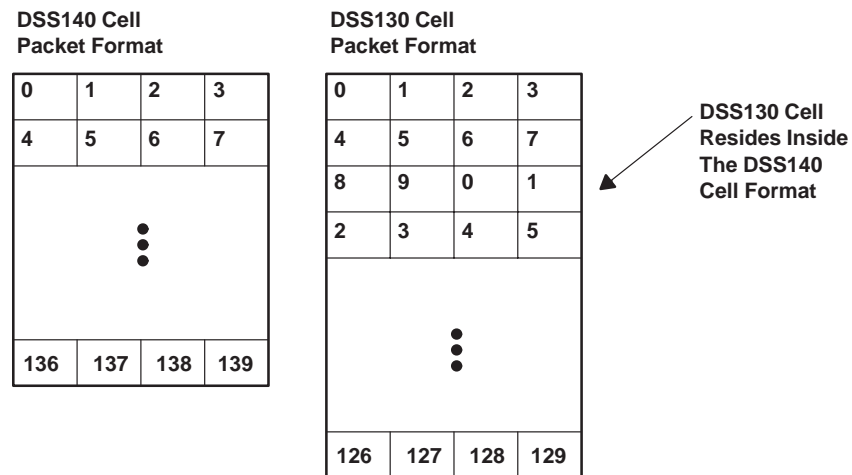 DSS140 Cell
Packet Format
0 1 2 3
4 5 6 7
136 137 138 139
DSS130 Cell
Packet Format
0 1 2 3
4 5 6 7
8 9 0 1
2 3 4 5
126 127 128 129
DSS130 Cell
Resides Inside
The DSS140
Cell Format